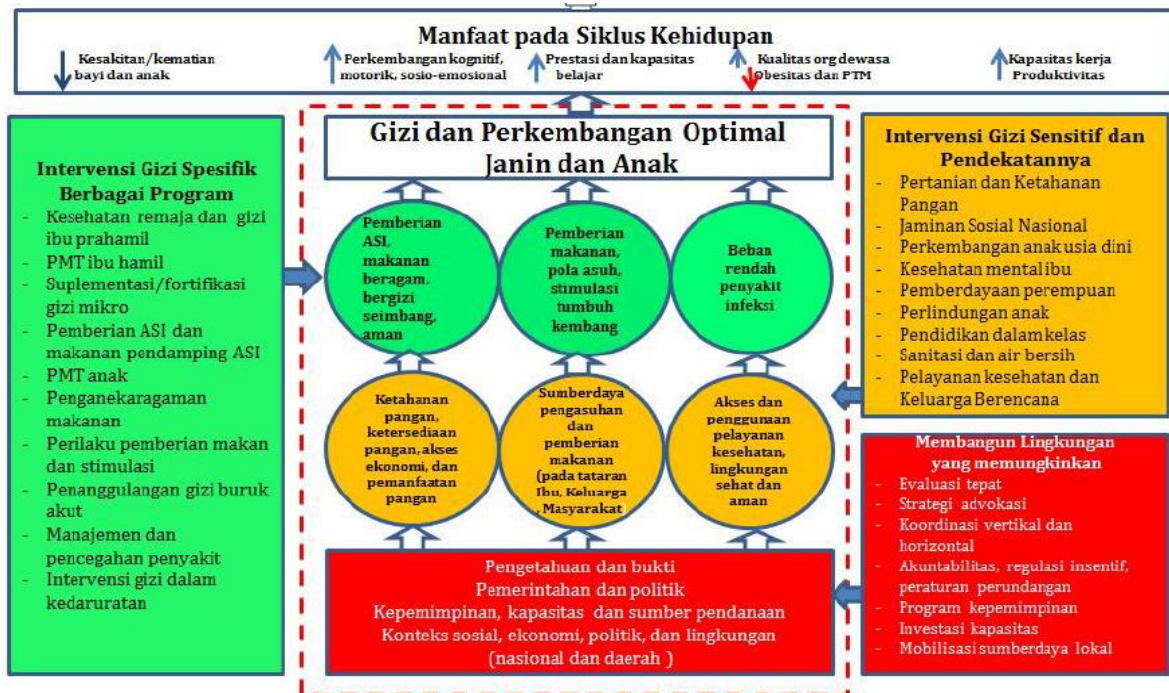 Manfaat pada Siklus Kehidupan
Kesakitan/kematian
bayi dan anak
Perkembangan kognitif,
motorik, sosio-emosional
Prestasi dan kapasitas
belajar
Kualitas org dewasa
Obesitas dan PTM
Kapasitas kerja
Produktivitas
Intervensi Gizi Spesifik
Berbagai Program
- Kesehatan remaja dan gizi
ibu prahamil
- PMT ibu hamil
- Suplementasi/fortifikasi
gizi mikro
- Pemberian ASI dan
makanan pendamping ASI
- PMT anak
- Penganekaragaman
makanan
- Perilaku pemberian makan
dan stimulasi
- Penanggulangan gizi buruk
akut
- Manajemen dan
pencegahan penyakit
- Intervensi gizi dalam
kedaruratan
Gizi dan Perkembangan Optimal
Janin dan Anak
Pemberian
ASI,
makanan
beragam,
bergizi
seimbang,
aman
Pemberian
makanan,
pola asuh,
stimulasi
tumbuh
kembang
Beban
rendah
penyakit
infeksi
Ketahanan
pangan,
ketersediaan
pangan, akses
ekonomi, dan
pemanfaatan
pangan
Sumberdaya
pengasuhan
dan
pemberian
makanan
(pada tataran
Ibu, Keluarga
, Masyarakat)
Akses dan
penggunaan
pelayanan
kesehatan,
lingkungan
sehat dan
aman
Pengetahuan dan bukti
Pemerintahan dan politik
Kepemimpinan, kapasitas dan sumber pendanaan
Konteks sosial, ekonomi, politik, dan lingkungan
(nasional dan daerah )
Intervensi Gizi Sensitif dan
Pendekatannya
- Pertanian dan Ketahanan
Pangan
- Jaminan Sosial Nasional
- Perkembangan anak usia dini
- Kesehatan mental ibu
- Pemberdayaan perempuan
- Perlindungan anak
- Pendidikan dalam kelas
- Sanitasi dan air bersih
- Pelayanan kesehatan dan
Keluarga Berencana
Membangun Lingkungan
yang memungkinkan
- Evaluasi tepat
- Strategi advokasi
- Koordinasi vertikal dan
horizontal
- Akuntabilitas, regulasi insentif,
peraturan perundangan
- Program kepemimpinan
- Investasi kapasitas
- Mobilisasi sumberdaya lokal